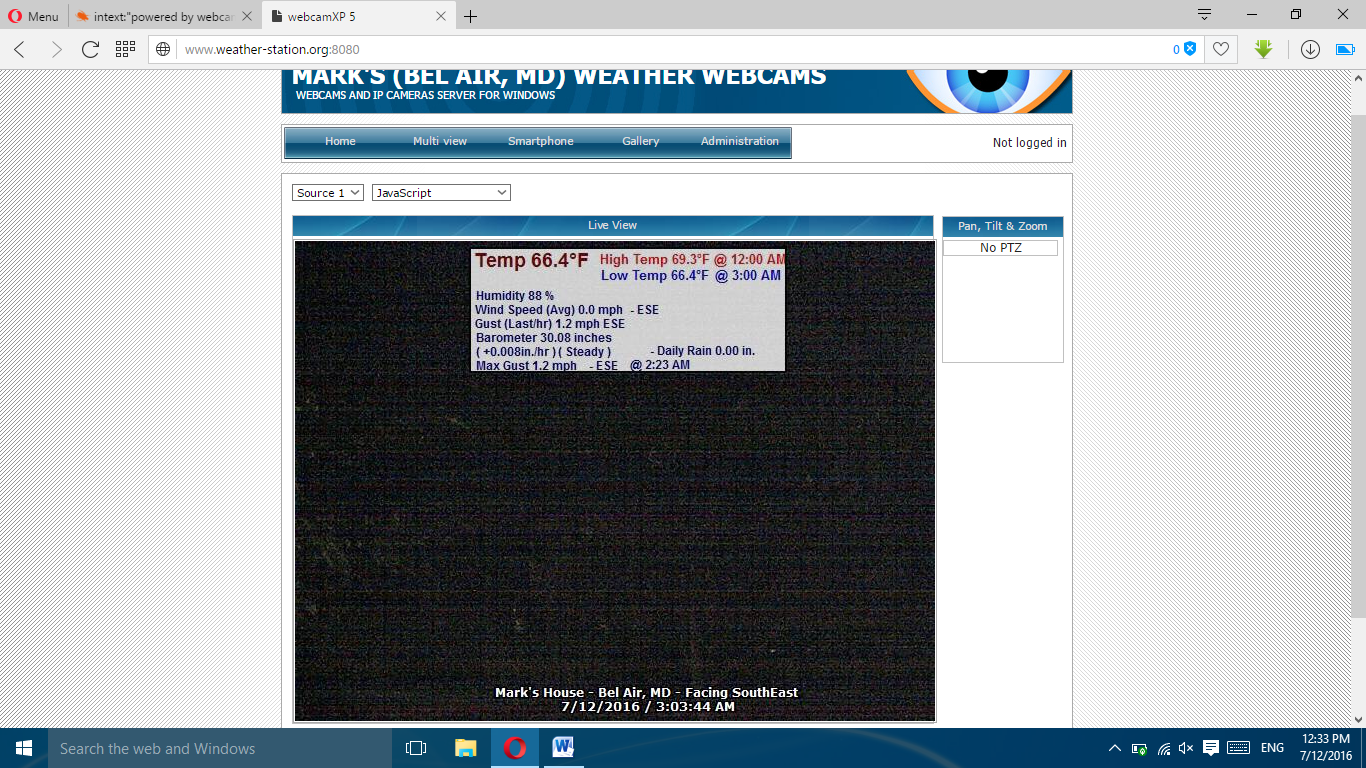 Menu
intext:"powered by webcam
webcamXP 5
www.weather-station.org:8080
0
MARK'S (BEL AIR, MD) WEATHER WEBCAMS
WEBCAMS AND IP CAMERAS SERVER FOR WINDOWS
Home Multi view Smartphone Gallery Administration
Not logged in
Source 1 JavaScript
Live View
Pan, Tilt & Zoom
No PTZ
Temp 66.4°F High Temp 69.3°F @ 12:00 AM
Low Temp 66.4°F @ 3:00 AM
Humidity 88 %
Wind Speed (Avg) 0.0 mph - ESE
Gust (Last/hr) 1.2 mph ESE
Barometer 30.08 inches
( +0.008in./hr ) ( Steady ) - Daily Rain 0.00 in.
Max Gust 1.2 mph - ESE @ 2:23 AM
Mark's House - Bel Air, MD - Facing SouthEast
7/12/2016 / 3:03:44 AM
Search the web and Windows
ENG
12:33 PM
7/12/2016